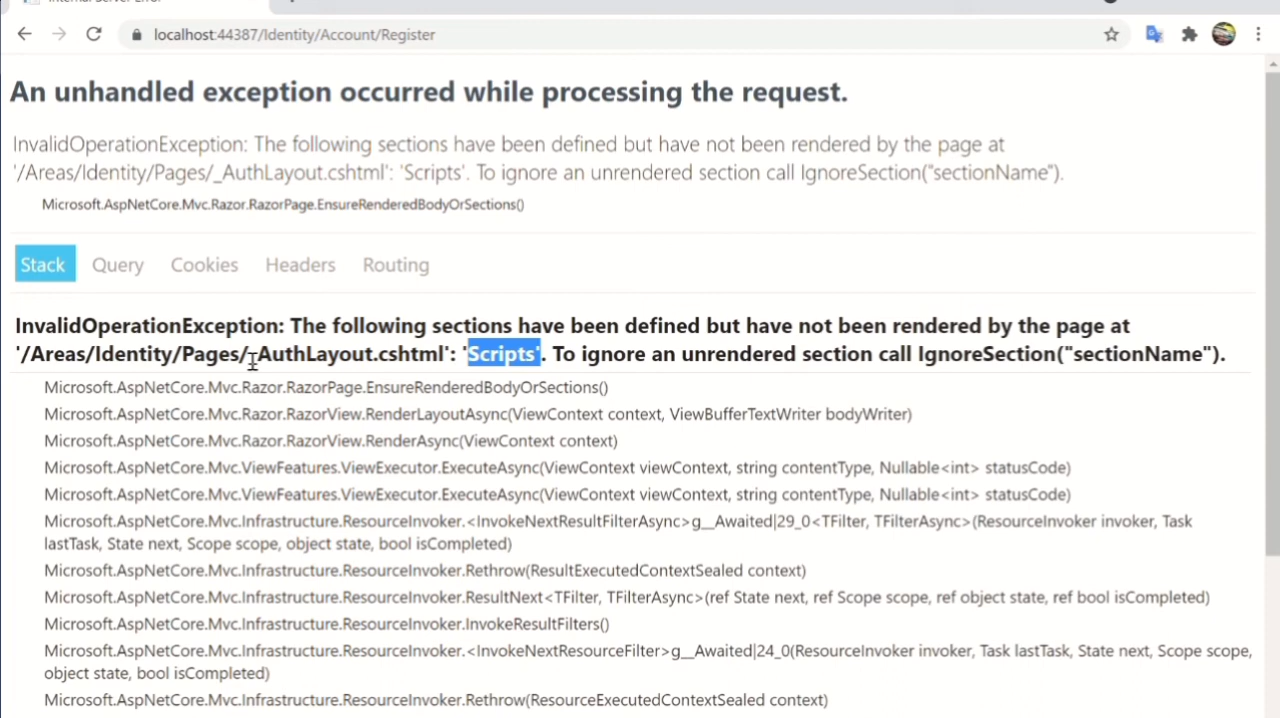 Internal Server Error
localhost:44387/Identity/Account/Register
An unhandled exception occurred while processing the request.
InvalidOperationException: The following sections have been defined but have not been rendered by the page at
'/Areas/Identity/Pages/_AuthLayout.cshtml': 'Scripts'. To ignore an unrendered section call IgnoreSection("sectionName").
Microsoft.AspNetCore.Mvc.Razor.RazorPage.EnsureRenderedBodyOrSections()
Stack Query Cookies Headers Routing
InvalidOperationException: The following sections have been defined but have not been rendered by the page at
'/Areas/Identity/Pages/_AuthLayout.cshtml': 'Scripts'. To ignore an unrendered section call IgnoreSection("sectionName").
Microsoft.AspNetCore.Mvc.Razor.RazorPage.EnsureRenderedBodyOrSections()
Microsoft.AspNetCore.Mvc.Razor.RazorView.RenderLayoutAsync(ViewContext context, ViewBufferTextWriter bodyWriter)
Microsoft.AspNetCore.Mvc.Razor.RazorView.RenderAsync(ViewContext context)
Microsoft.AspNetCore.Mvc.ViewFeatures.ViewExecutor.ExecuteAsync(ViewContext viewContext, string contentType, Nullable<int> statusCode)
Microsoft.AspNetCore.Mvc.ViewFeatures.ViewExecutor.ExecuteAsync(ViewContext viewContext, string contentType, Nullable<int> statusCode)
Microsoft.AspNetCore.Mvc.Infrastructure.ResourceInvoker.<InvokeNextResultFilterAsync>g__Awaited|29_0<TFilter, TFilterAsync>(ResourceInvoker invoker, Task
lastTask, State next, Scope scope, object state, bool isCompleted)
Microsoft.AspNetCore.Mvc.Infrastructure.ResourceInvoker.Rethrow(ResultExecutedContextSealed context)
Microsoft.AspNetCore.Mvc.Infrastructure.ResourceInvoker.ResultNext<TFilter, TFilterAsync>(ref State next, ref Scope scope, ref object state, ref bool isCompleted)
Microsoft.AspNetCore.Mvc.Infrastructure.ResourceInvoker.InvokeResultFilters()
Microsoft.AspNetCore.Mvc.Infrastructure.ResourceInvoker.<InvokeNextResourceFilter>g__Awaited|24_0(ResourceInvoker invoker, Task lastTask, State next, Scope scope,
object state, bool isCompleted)
Microsoft.AspNetCore.Mvc.Infrastructure.ResourceInvoker.Rethrow(ResourceExecutedContextSealed context)